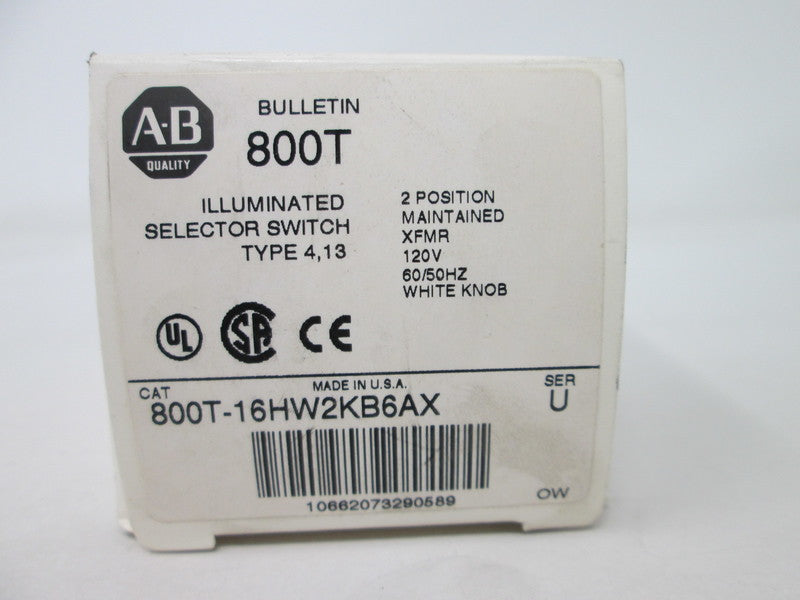 A-B
QUALITY
BULLETIN
800T
ILLUMINATED
SELECTOR SWITCH
TYPE 4,13
2 POSITION
MAINTAINED
XFMR
120V
60/50HZ
WHITE KNOB
UL
SA
CE
MADE IN U.S.A.
CAT
800T-16HW2KB6AX
SER
U
10662073290589
OW